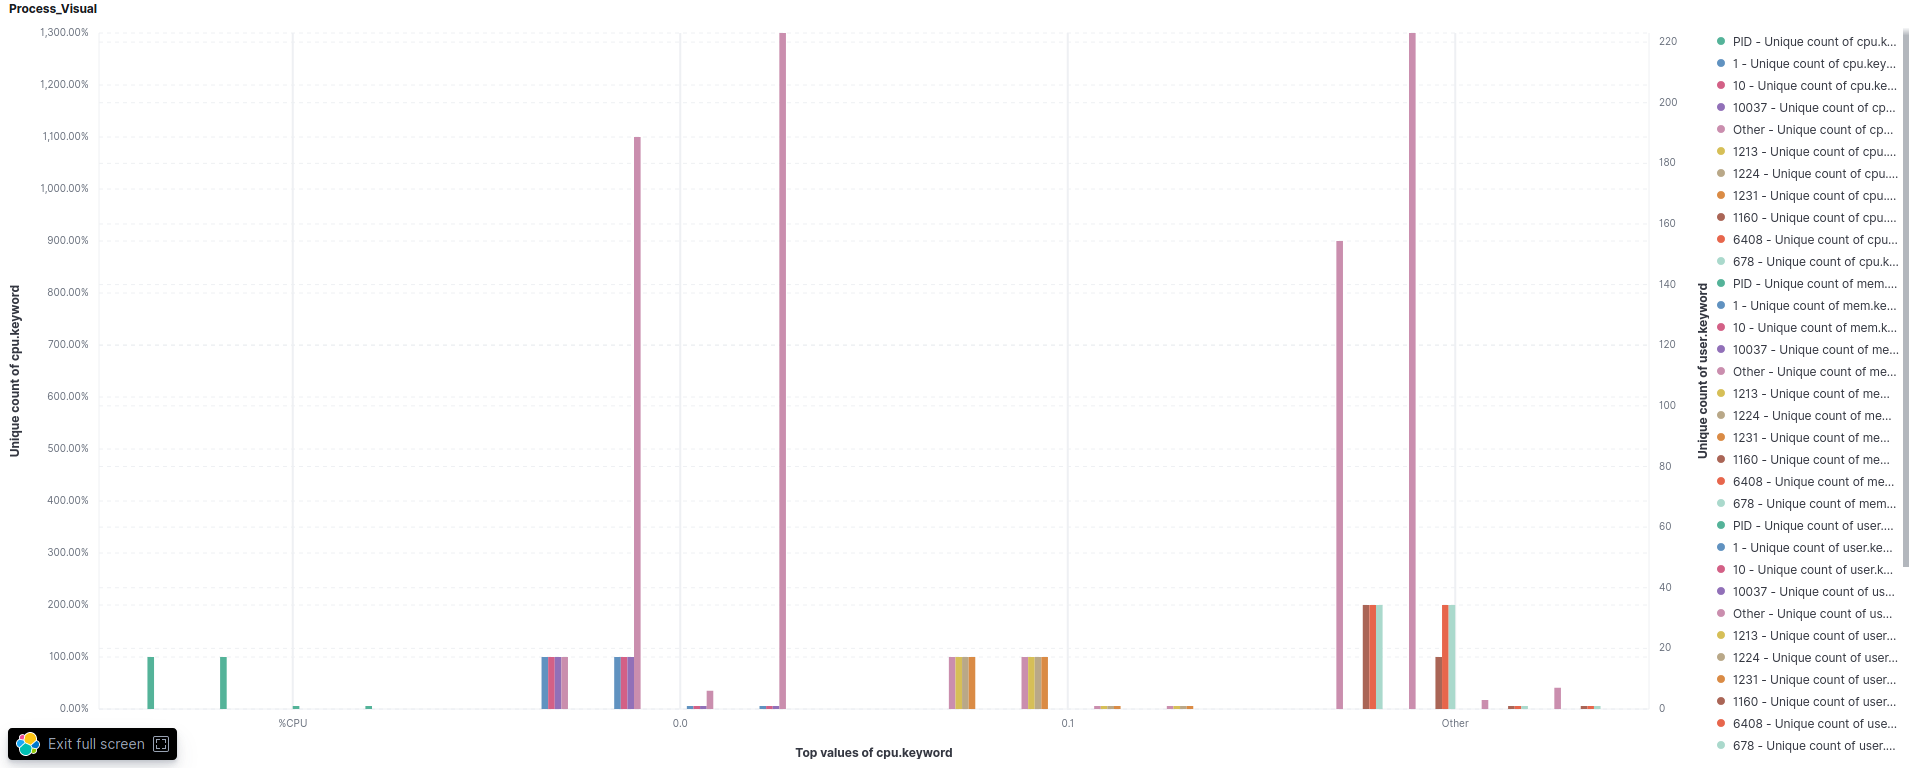 Process_Visual
1,300.00%
1,200.00%
1,100.00%
1,000.00%
900.00%
800.00%
700.00%
600.00%
500.00%
400.00%
300.00%
200.00%
100.00%
0.00%
Unique count of cpu.keyword
%CPU
0.0
0.1
Other
Top values of cpu.keyword
220
200
180
160
140
120
100
80
60
40
20
0
Unique count of user.keyword
PID - Unique count of cpu.k...
1 - Unique count of cpu.key...
10 - Unique count of cpu.ke...
10037 - Unique count of cp...
Other - Unique count of cp...
1213 - Unique count of cpu....
1224 - Unique count of cpu....
1231 - Unique count of cpu....
1160 - Unique count of cpu....
6408 - Unique count of cpu...
678 - Unique count of cpu.k...
PID - Unique count of mem....
1 - Unique count of mem.ke...
10 - Unique count of mem.k...
10037 - Unique count of me...
Other - Unique count of me...
1213 - Unique count of me...
1224 - Unique count of me...
1231 - Unique count of me...
1160 - Unique count of me...
6408 - Unique count of me...
678 - Unique count of mem...
PID - Unique count of user....
1 - Unique count of user.ke...
10 - Unique count of user.k...
10037 - Unique count of us...
Other - Unique count of us...
1213 - Unique count of user...
1224 - Unique count of user...
1231 - Unique count of user...
1160 - Unique count of user...
6408 - Unique count of use...
678 - Unique count of user....
Exit full screen